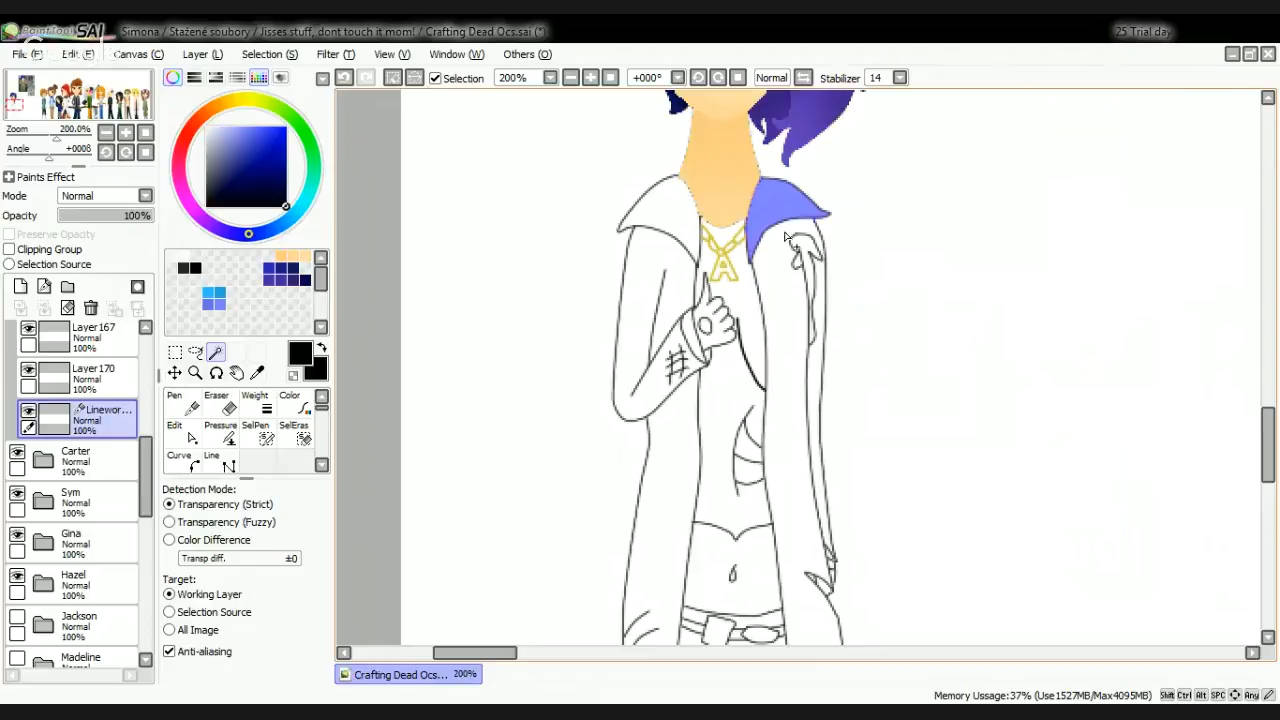 PaintTool SAI Simona / Stažené soubory / Jisses stuff, dont touch it mom! / Crafting Dead Ocs.sai (*) 25 Trial day
File (F) Edit (E) Canvas (C) Layer (L) Selection (S) Filter (T) View (V) Window (W) Others (O)
Selection 200% +000° Normal Stabilizer 14
Zoom 200.0%
Angle +000ß
Paints Effect
Mode Normal
Opacity 100%
Preserve Opacity
Clipping Group
Selection Source
Layer167
Normal
100%
Layer170
Normal
100%
Linewor...
Normal
100%
Carter
Normal
100%
Sym
Normal
100%
Gina
Normal
100%
Hazel
Normal
100%
Jackson
Normal
100%
Madeline
Normal
Pen Eraser Weight Color
Edit Pressure SelPen SelEras
Curve Line
Detection Mode:
Transparency (Strict)
Transparency (Fuzzy)
Color Difference
Transp diff. ±0
Target:
Working Layer
Selection Source
All Image
Anti-aliasing
A
Crafting Dead Ocs... 200%
Memory Ussage:37% (Use1527MB/Max4095MB) Shift Ctrl Alt SPC Any